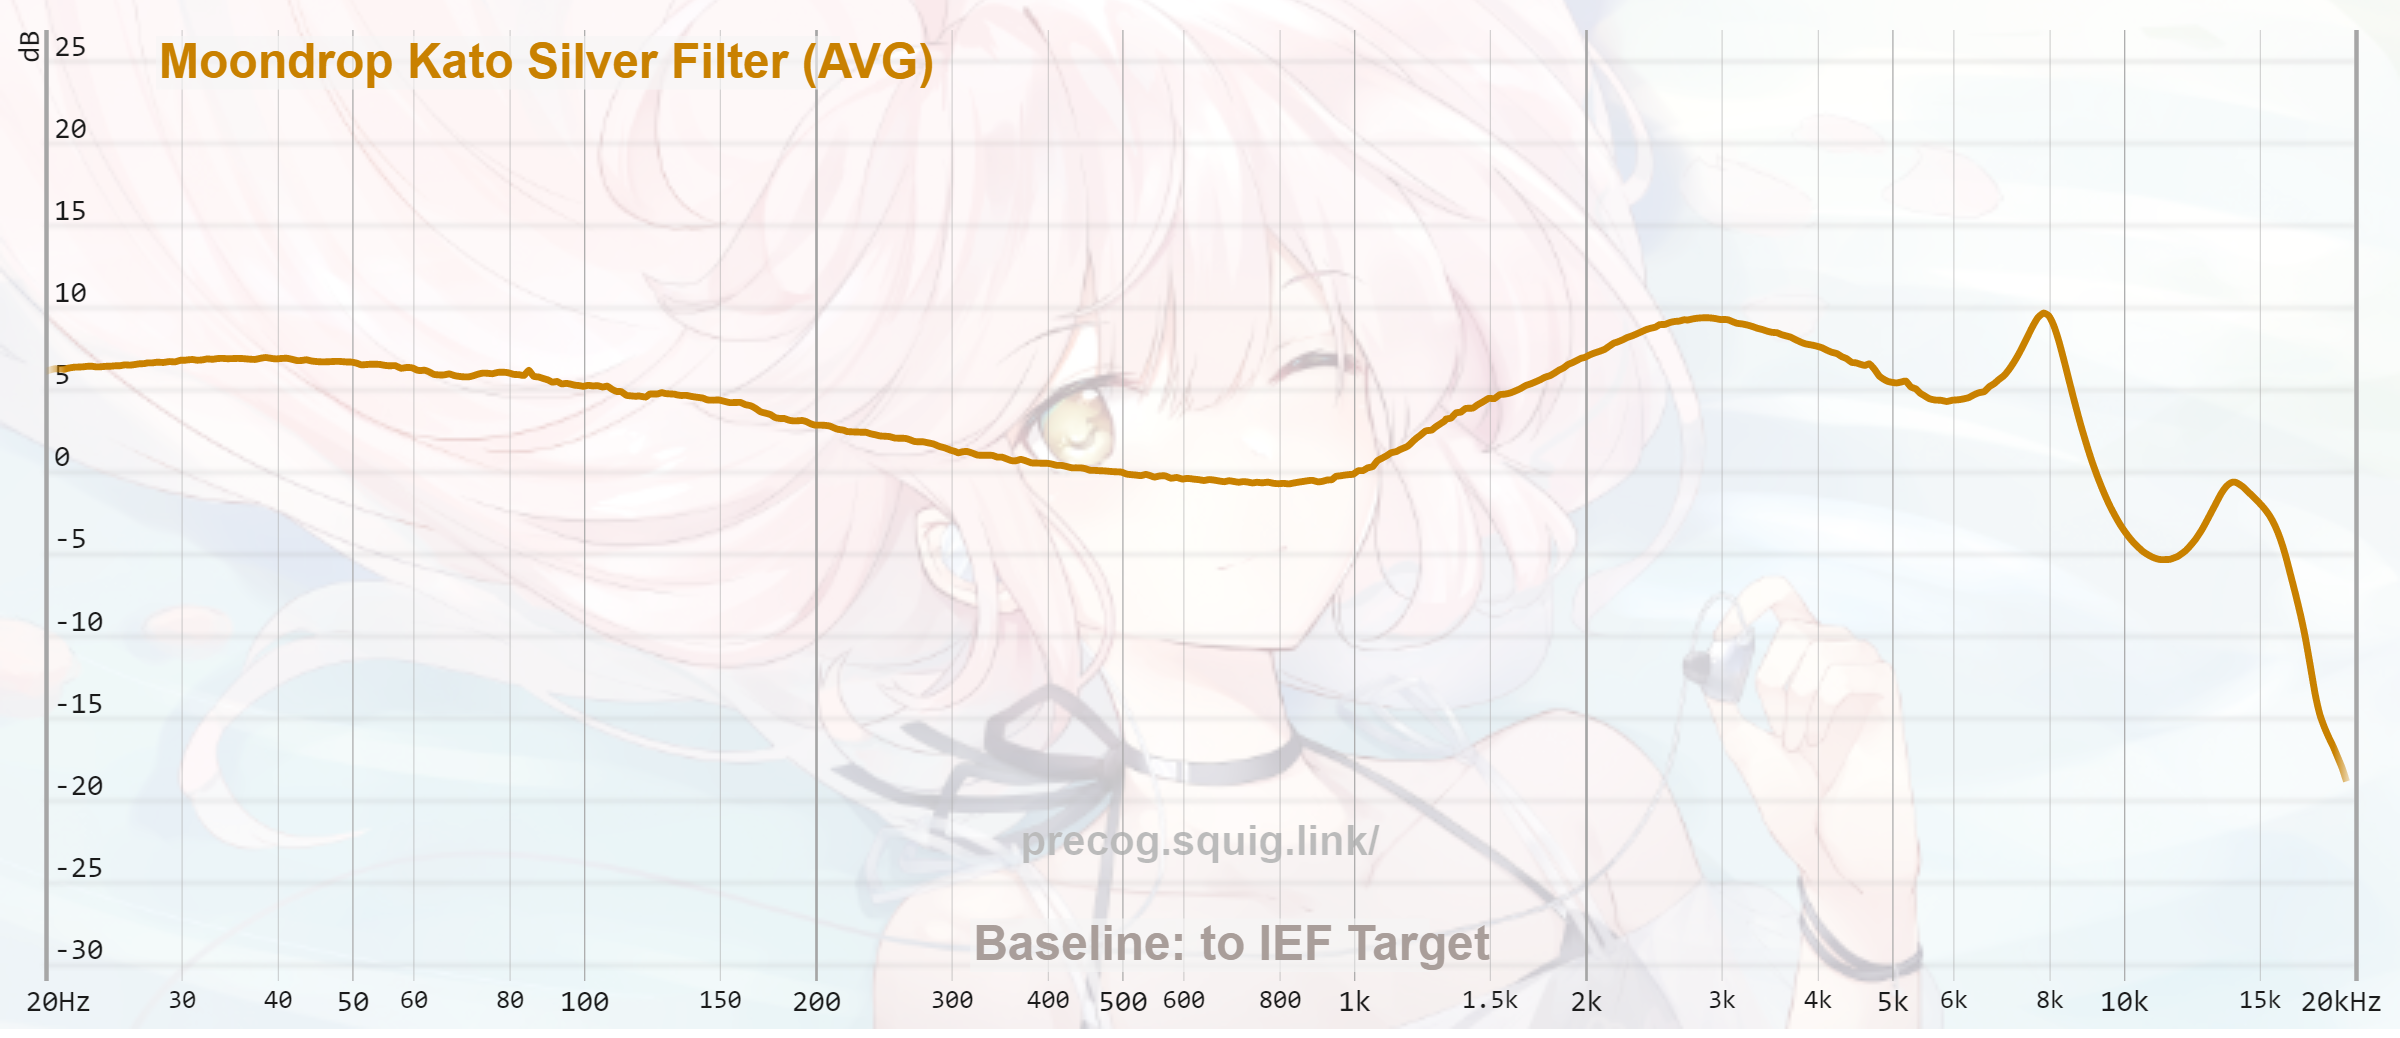 dB
Moondrop Kato Silver Filter (AVG)
25
20
15
10
5
0
-5
-10
-15
-20
-25
-30
precog.squig.link/
Baseline: to IEF Target
20Hz 30 40 50 60 80 100 150 200 300 400 500 600 800 1k 1.5k 2k 3k 4k 5k 6k 8k 10k 15k 20kHz